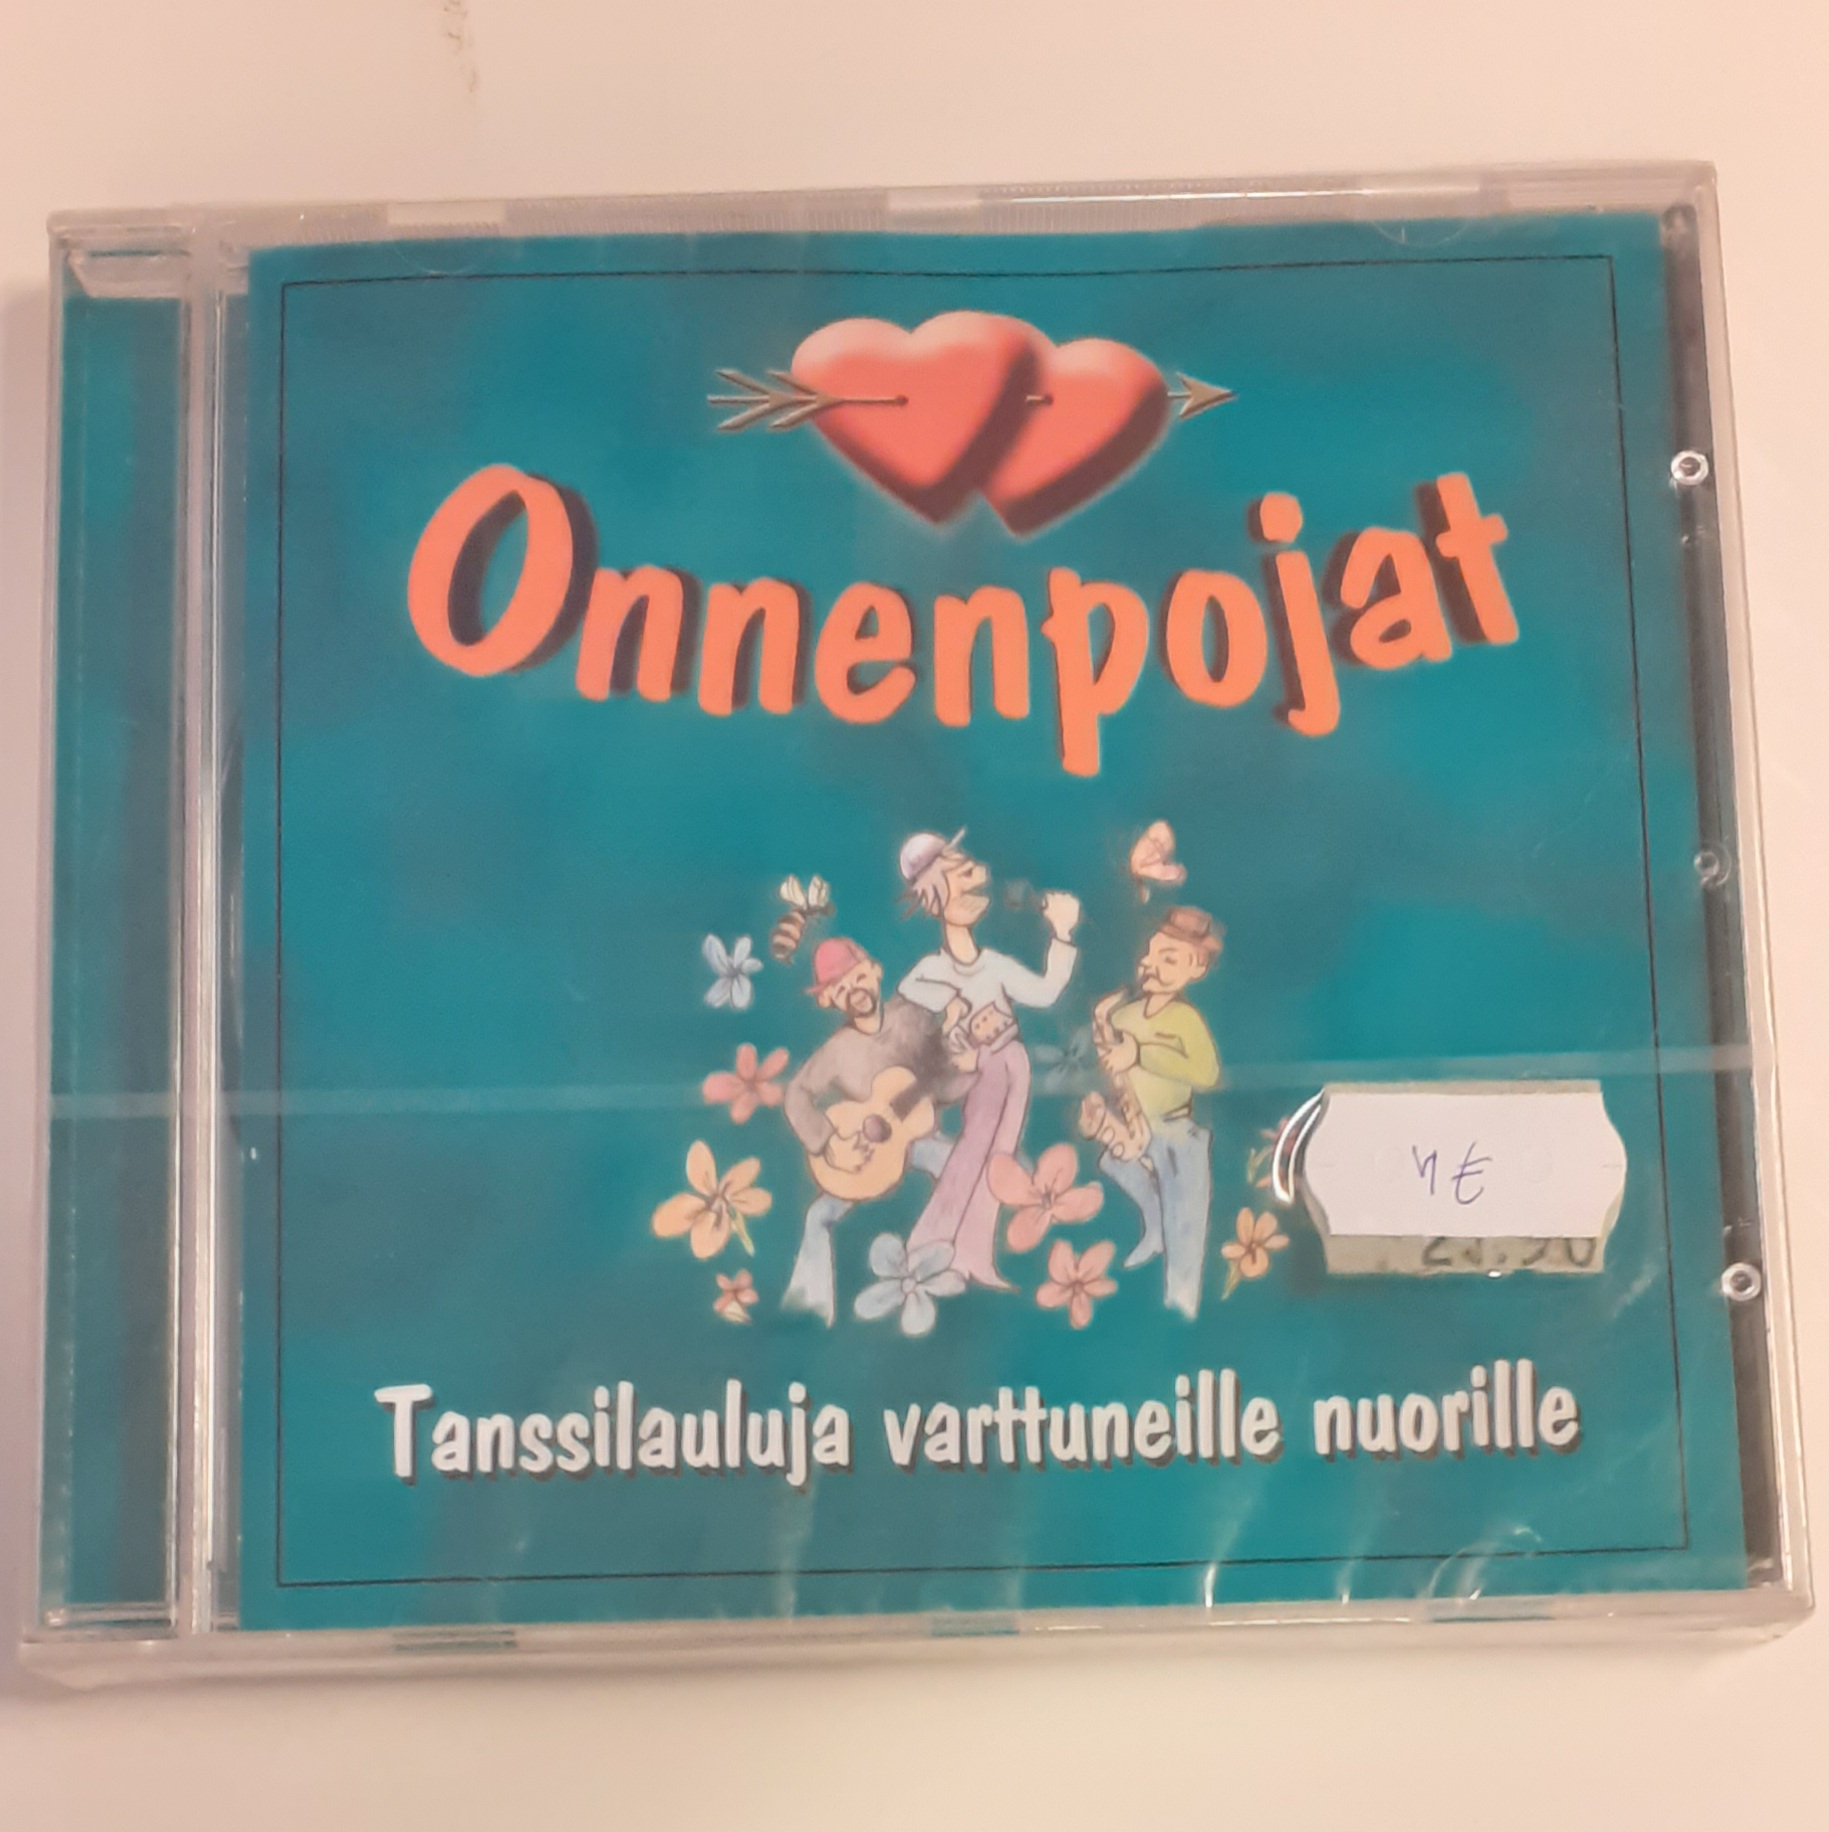 Onnenpojat
4€
Tanssilauluja varttuneille nuorille